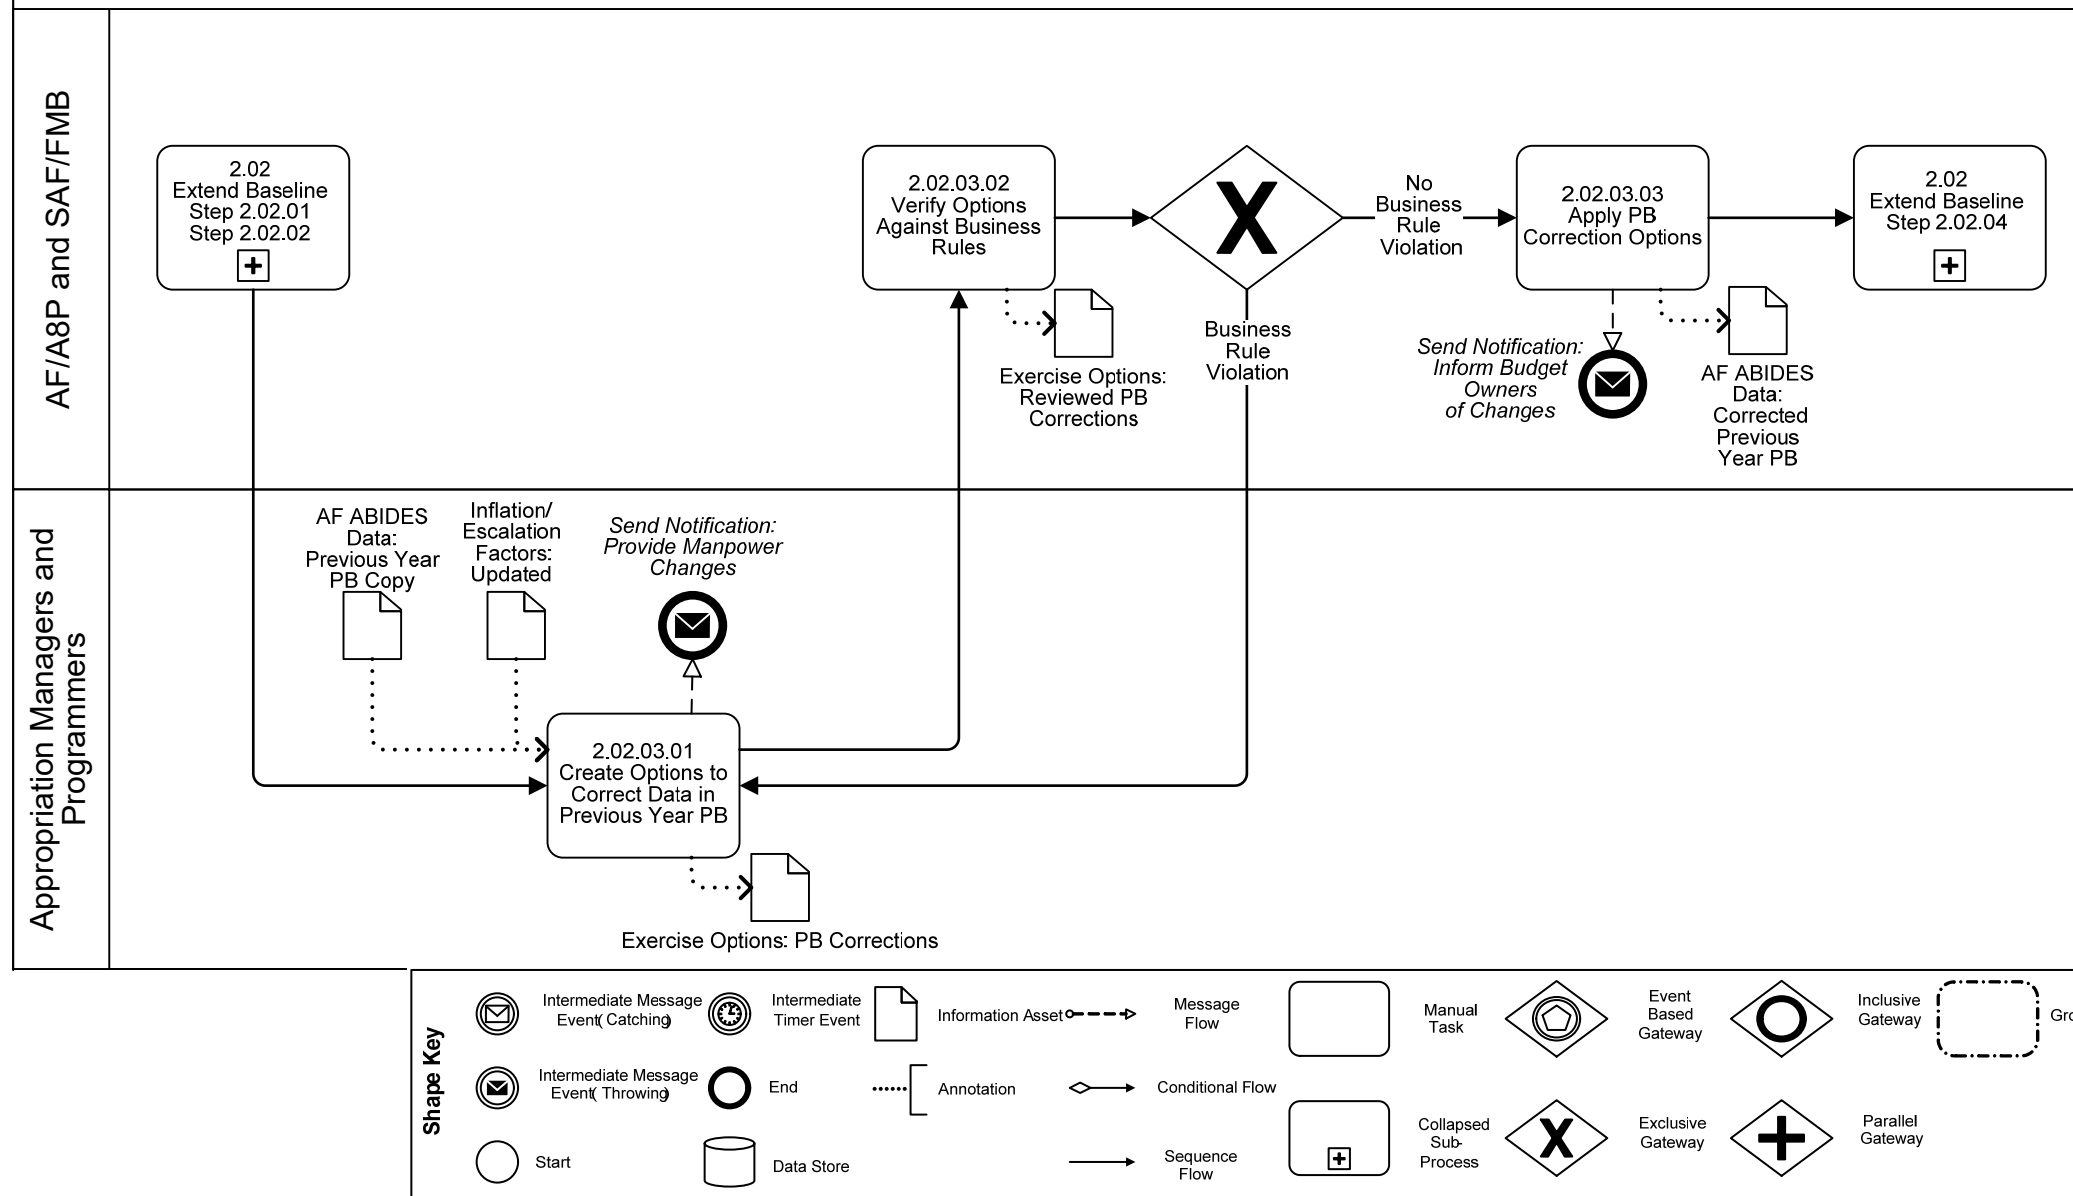 AF/A8P and SAF/FMB
2.02
Extend Baseline
Step 2.02.01
Step 2.02.02
2.02.03.02
Verify Options
Against Business
Rules
No
Business
Rule
Violation
2.02.03.03
Apply PB
Correction Options
2.02
Extend Baseline
Step 2.02.04
Exercise Options:
Reviewed PB
Corrections
Business
Rule
Violation
Send Notification:
Inform Budget
Owners
of Changes
AF ABIDES
Data:
Corrected
Previous
Year PB
Appropriation Managers and
Programmers
AF ABIDES
Data:
Previous Year
PB Copy
Inflation/
Escalation
Factors:
Updated
Send Notification:
Provide Manpower
Changes
2.02.03.01
Create Options to
Correct Data in
Previous Year PB
Exercise Options: PB Corrections
Shape Key
Intermediate Message
Event( Catching)
Intermediate
Timer Event
Information Asset
Message
Flow
Manual
Task
Event
Based
Gateway
Inclusive
Gateway
Gro
Intermediate Message
Event( Throwing)
End
Annotation
Conditional Flow
Collapsed
Sub-
Process
Exclusive
Gateway
Parallel
Gateway
Start
Data Store
Sequence
Flow